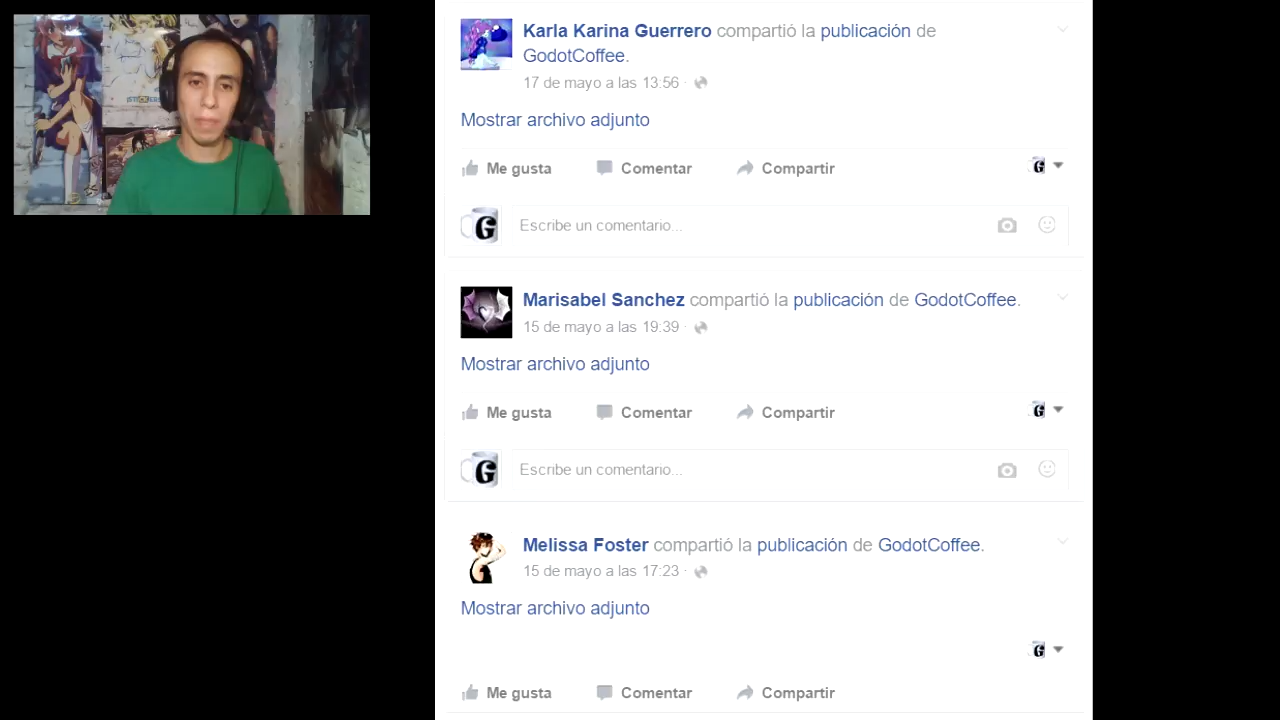 Karla Karina Guerrero compartió la publicación de
GodotCoffee.
17 de mayo a las 13:56 ·
Mostrar archivo adjunto
Me gusta Comentar Compartir
G
G Escribe un comentario...
Marisabel Sanchez compartió la publicación de GodotCoffee.
15 de mayo a las 19:39 ·
Mostrar archivo adjunto
Me gusta Comentar Compartir
G
G Escribe un comentario...
Melissa Foster compartió la publicación de GodotCoffee.
15 de mayo a las 17:23 ·
Mostrar archivo adjunto
G
Me gusta Comentar Compartir